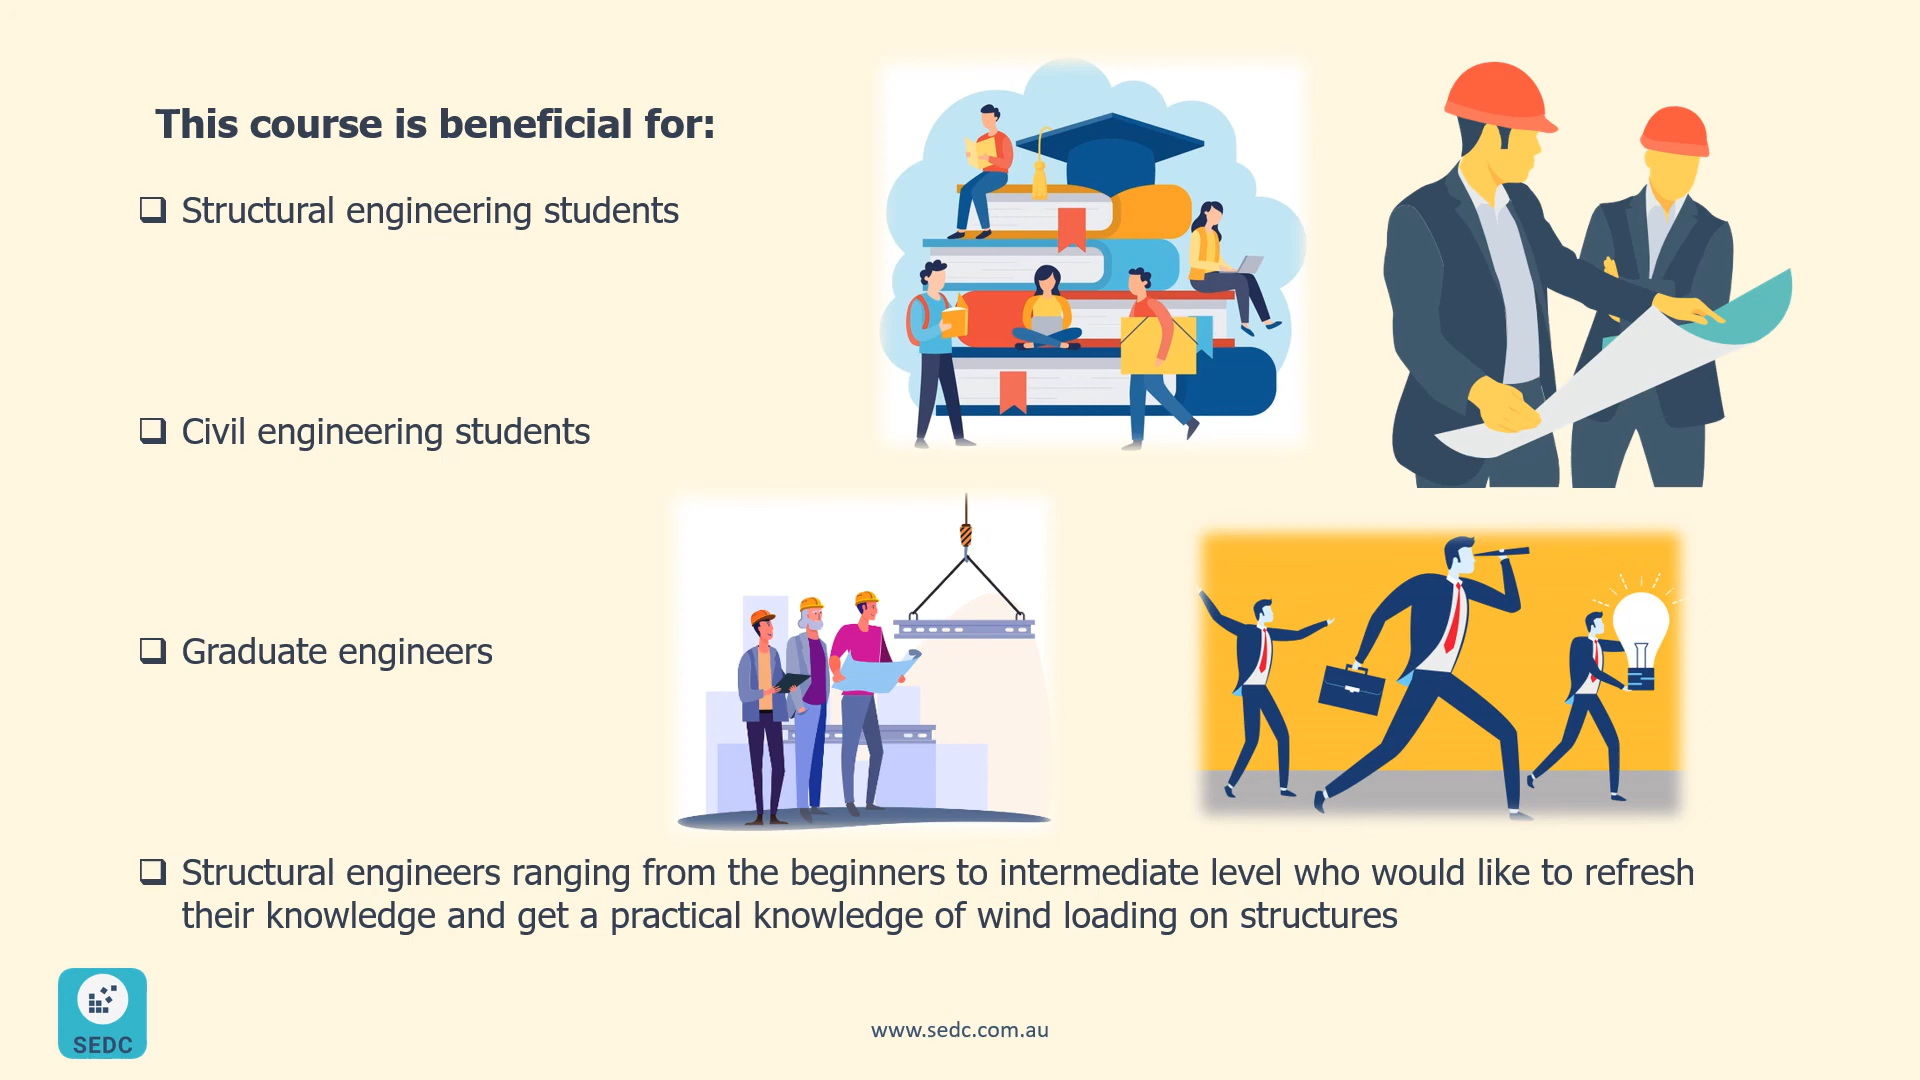 This course is beneficial for:
Structural engineering students
Civil engineering students
Graduate engineers
Structural engineers ranging from the beginners to intermediate level who would like to refresh
their knowledge and get a practical knowledge of wind loading on structures
SEDC
www.sedc.com.au